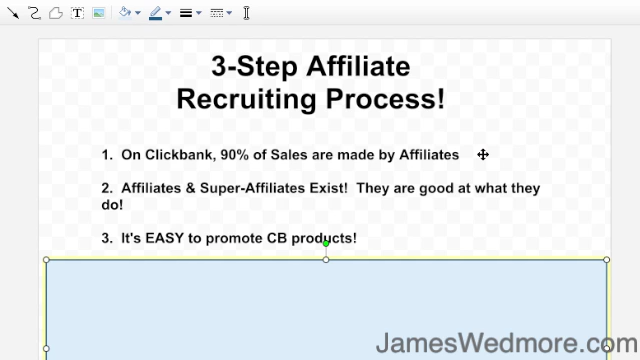 3-Step Affiliate
Recruiting Process!
1. On Clickbank, 90% of Sales are made by Affiliates
2. Affiliates & Super-Affiliates Exist! They are good at what they
do!
3. It's EASY to promote CB products!
JamesWedmore.com